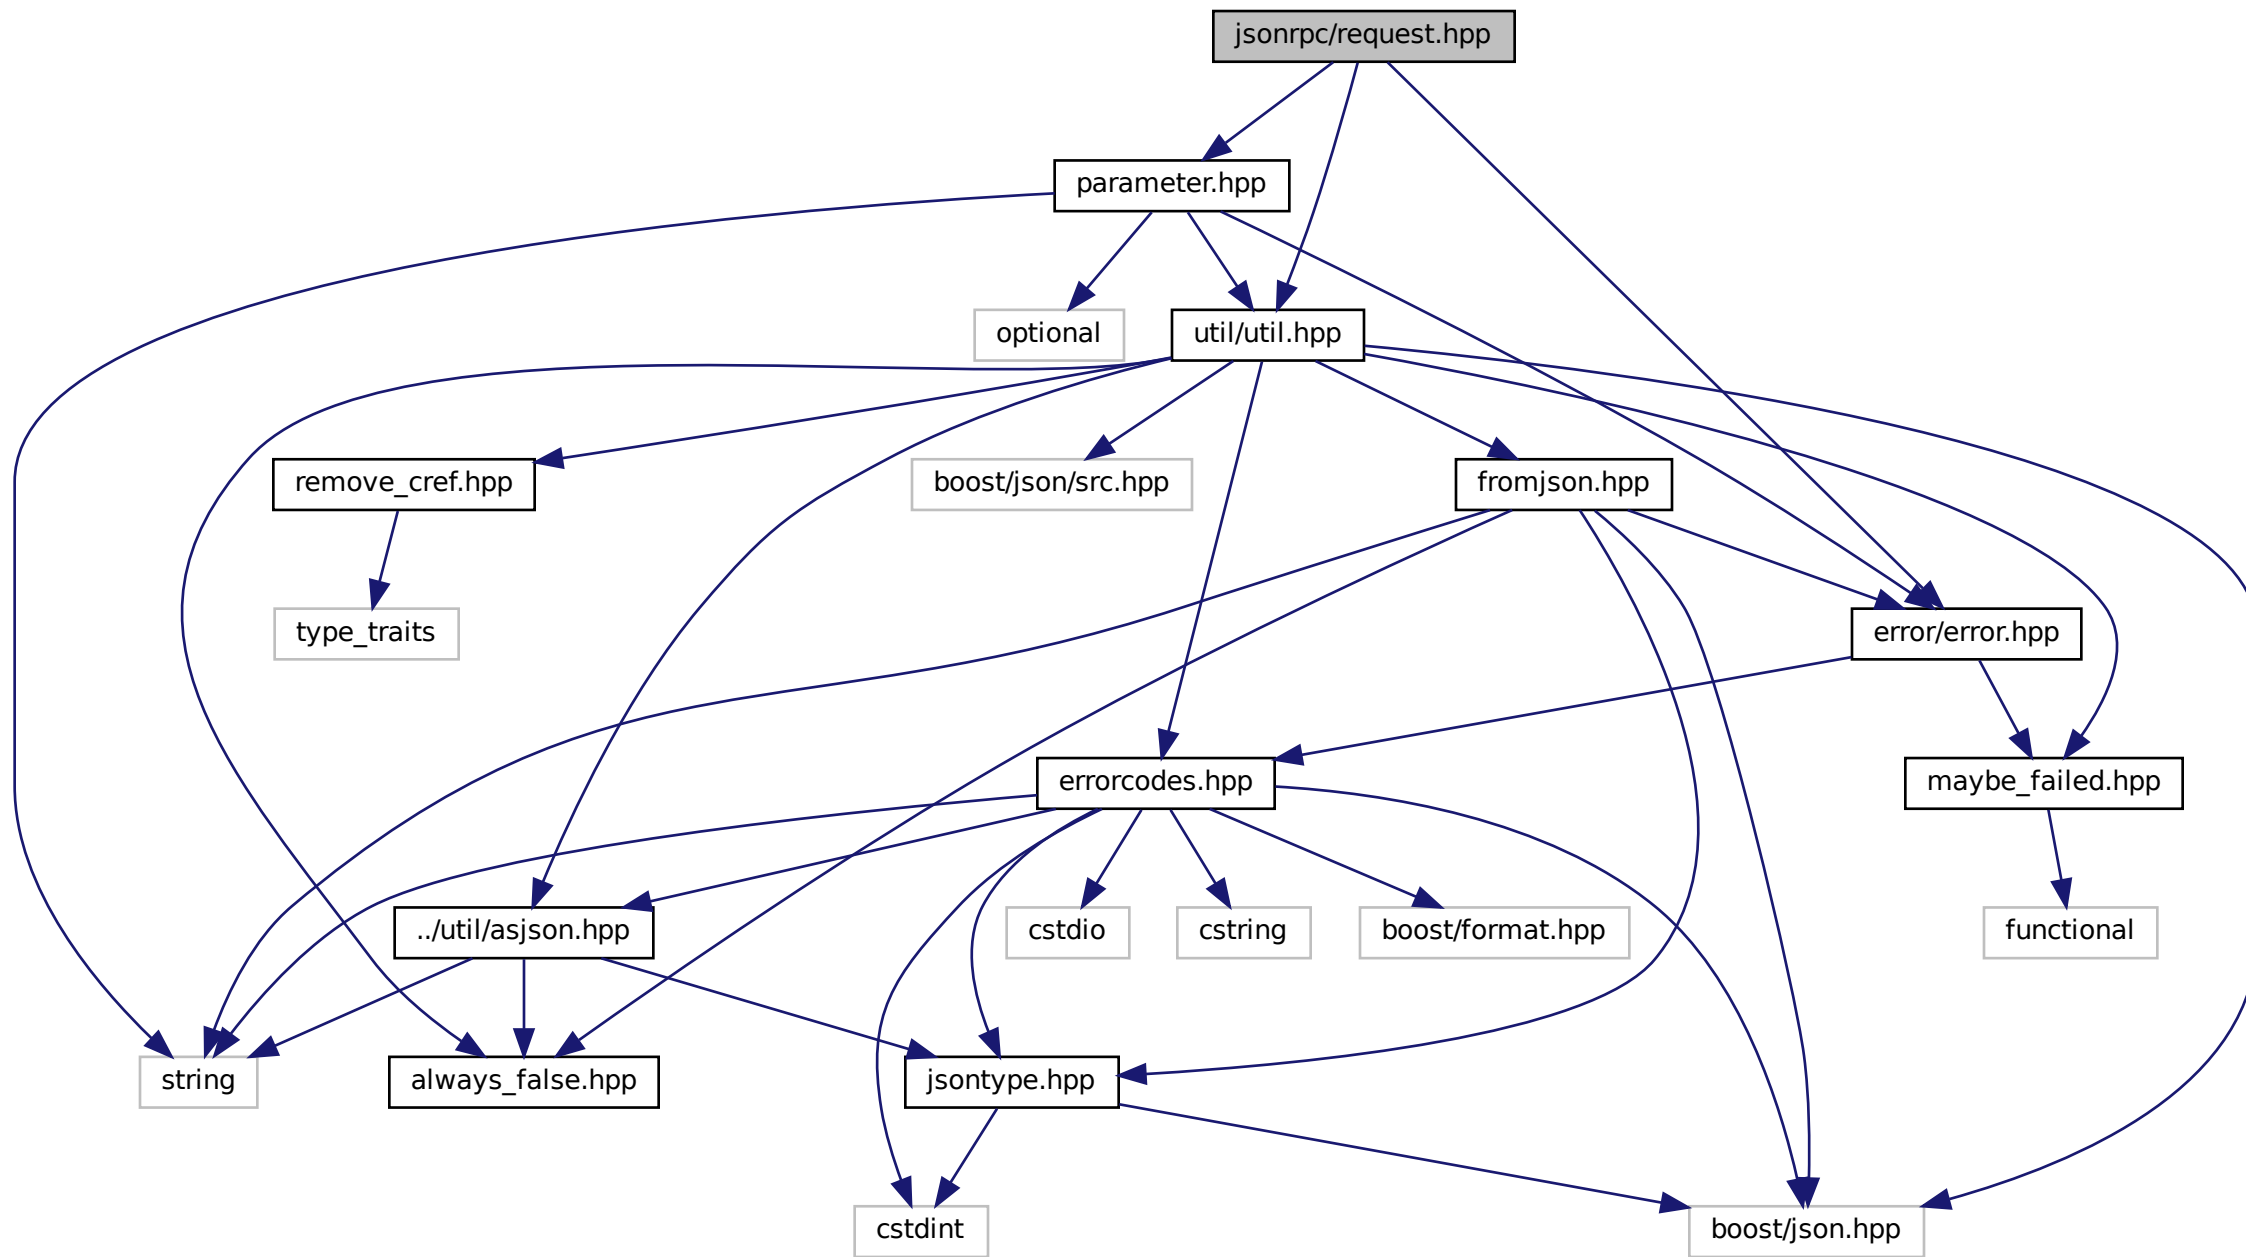 jsonrpc/request.hpp
parameter.hpp
optional
util/util.hpp
remove_cref.hpp
boost/json/src.hpp
fromjson.hpp
type_traits
error/error.hpp
errorcodes.hpp
maybe_failed.hpp
../util/asjson.hpp
cstdio
cstring
boost/format.hpp
functional
string
always_false.hpp
jsontype.hpp
cstdint
boost/json.hpp